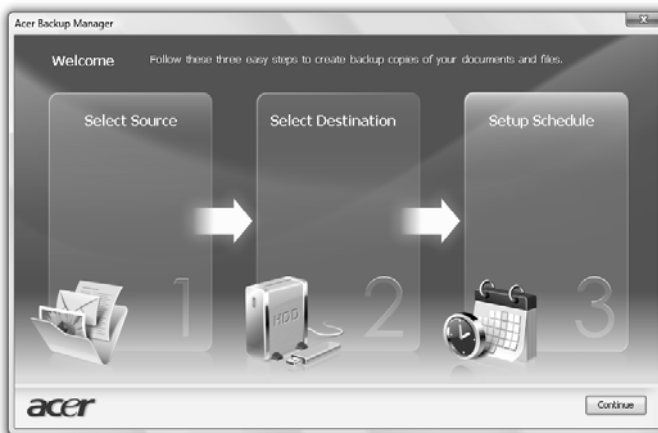 Acer Backup Manager
Welcome
Follow these three easy steps to create backup copies of your documents and files.
Select Source
Select Destination
Setup Schedule
1
HDD
2
3
acer
Continue